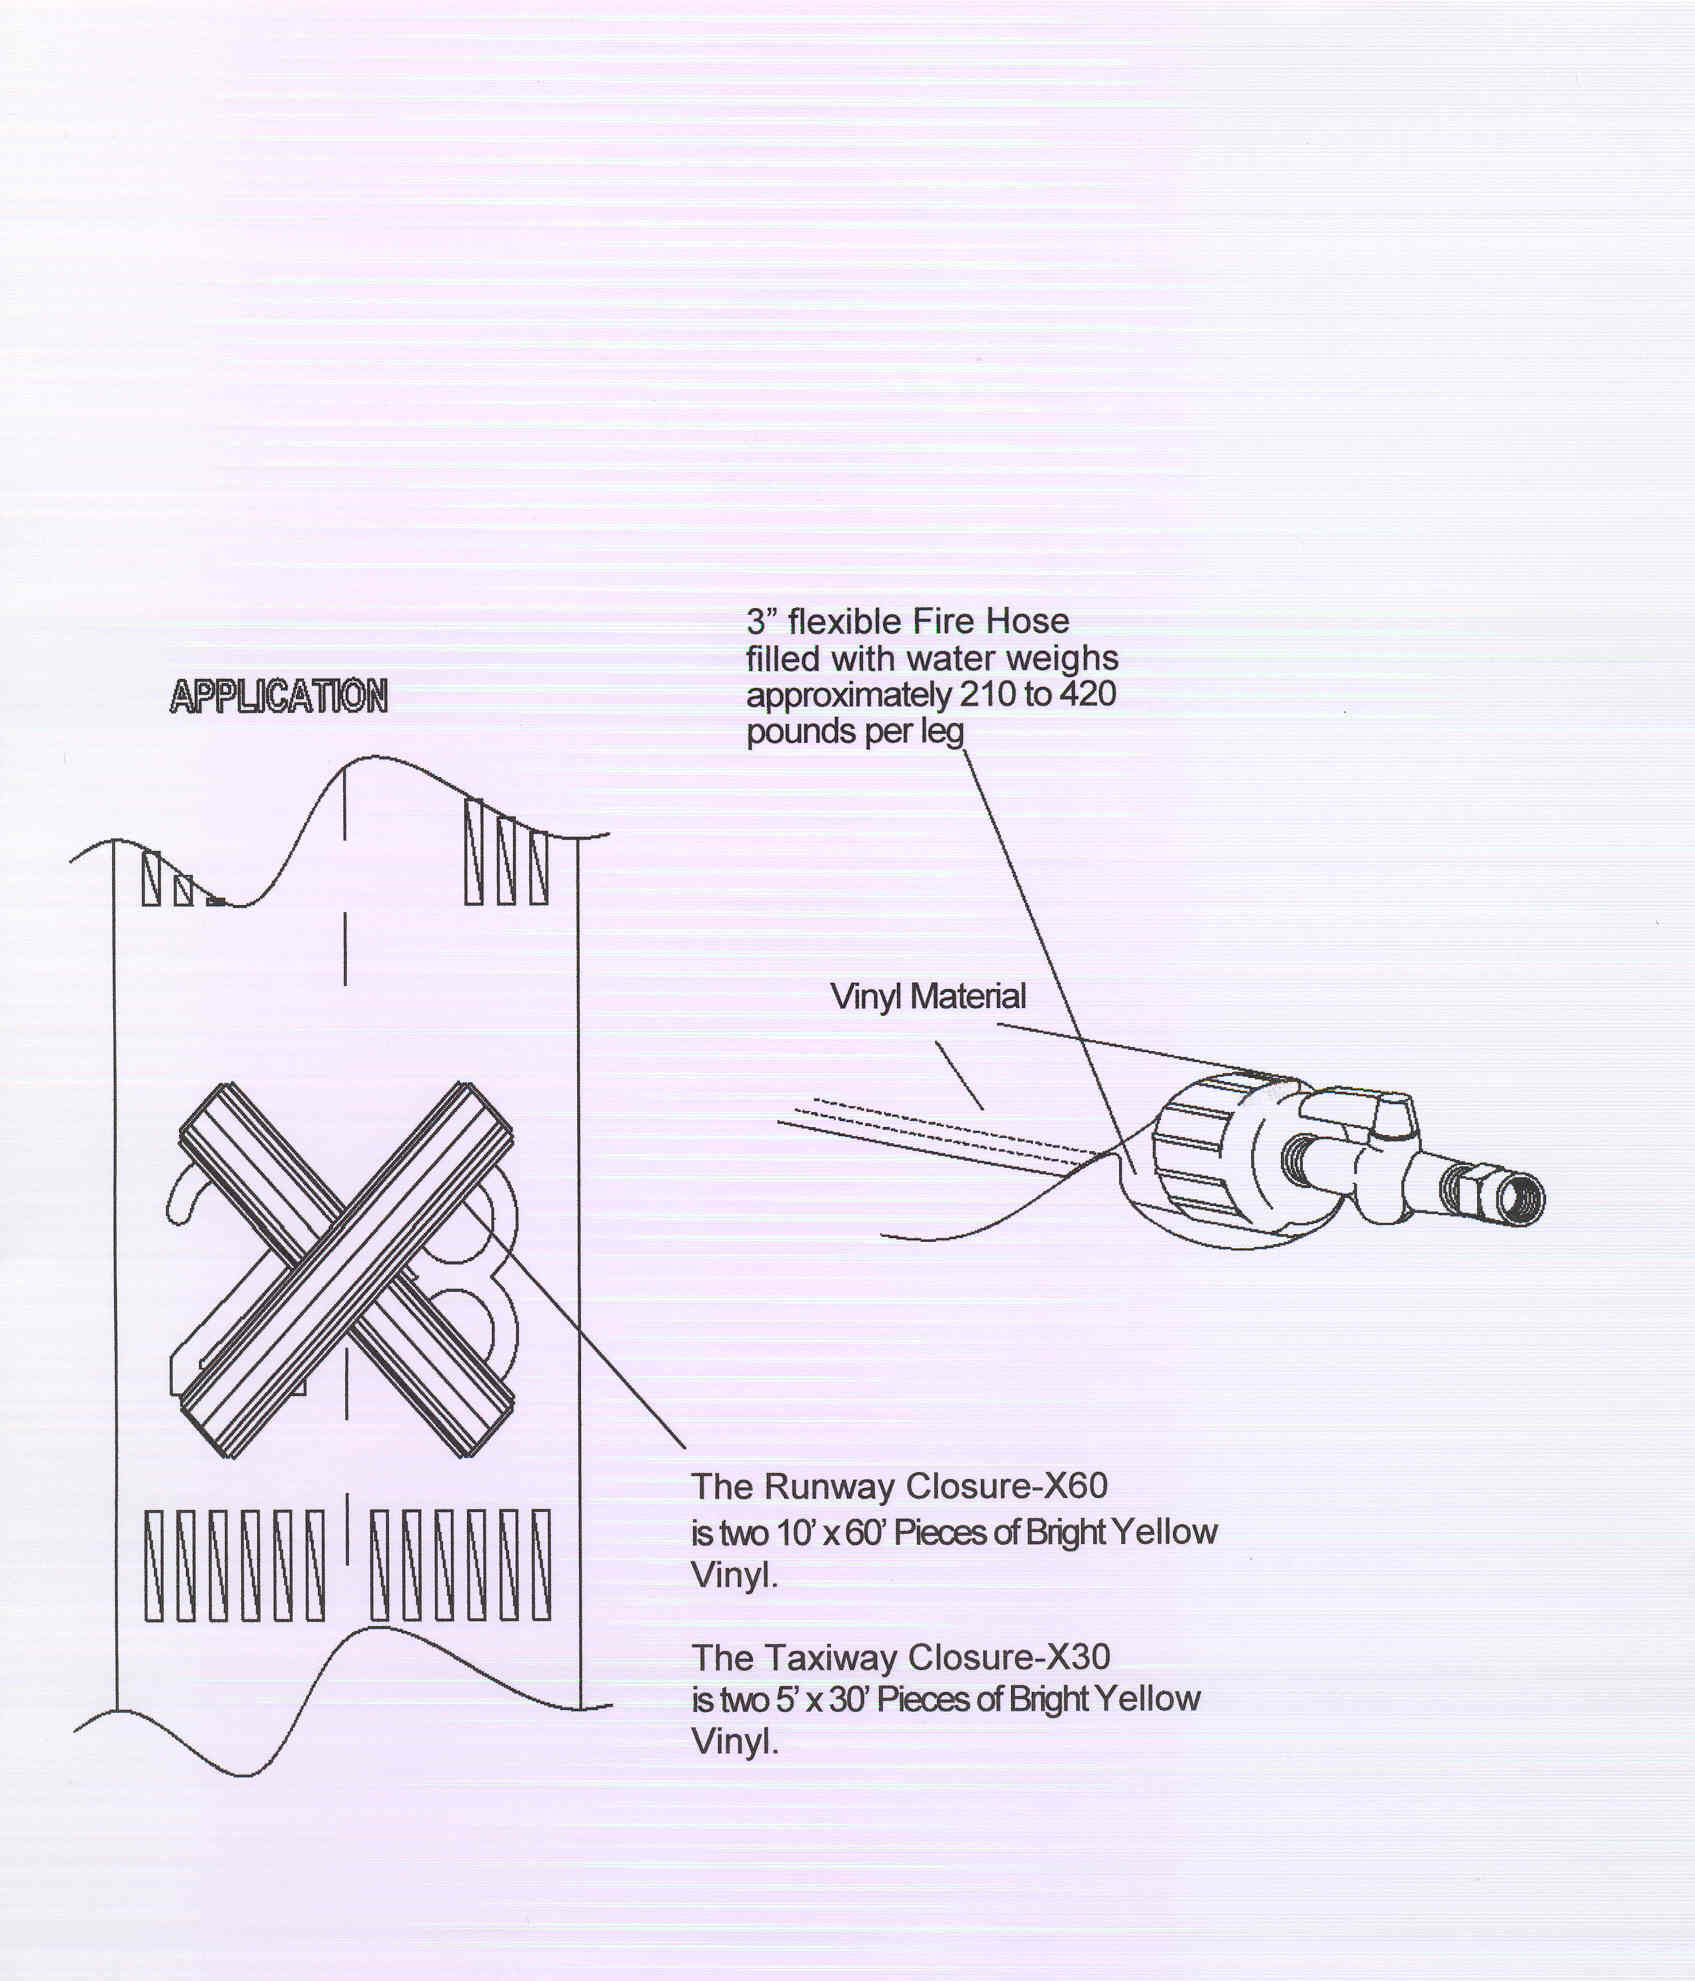 3” flexible Fire Hose
filled with water weighs
approximately 210 to 420
pounds per leg
APPLICATION
Vinyl Material
The Runway Closure-X60
is two 10’ x 60’ Pieces of Bright Yellow
Vinyl.
The Taxiway Closure-X30
is two 5’ x 30’ Pieces of Bright Yellow
Vinyl.